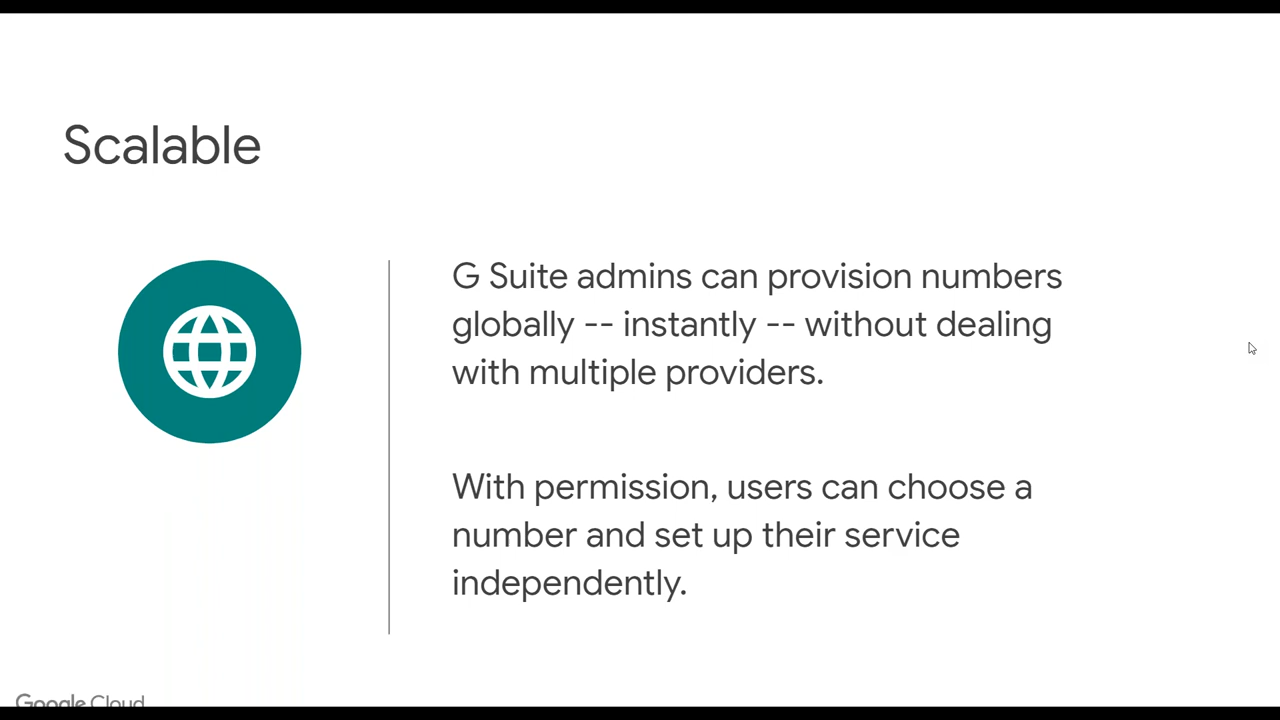 Scalable
G Suite admins can provision numbers
globally -- instantly -- without dealing
with multiple providers.
With permission, users can choose a
number and set up their service
independently.
Google Cloud